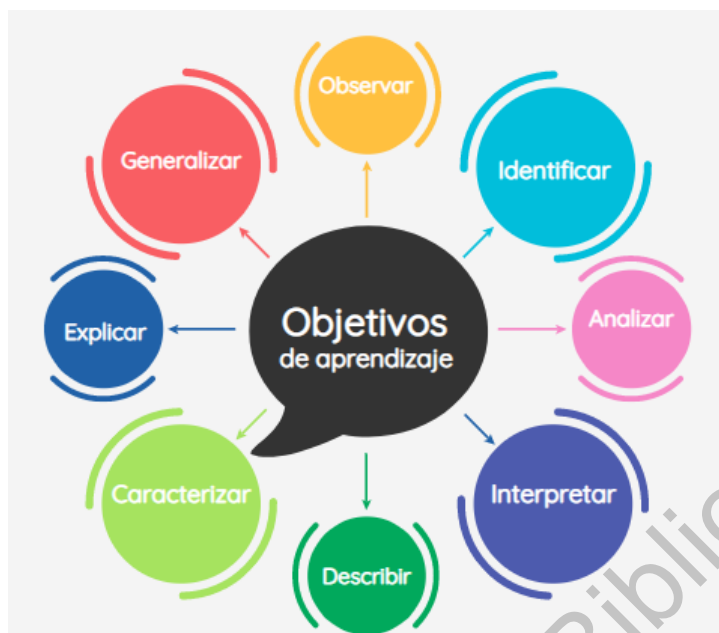 Observar
Generalizar
Identificar
Objetivos
de aprendizaje
Explicar
Analizar
Caracterizar
Interpretar
Describir